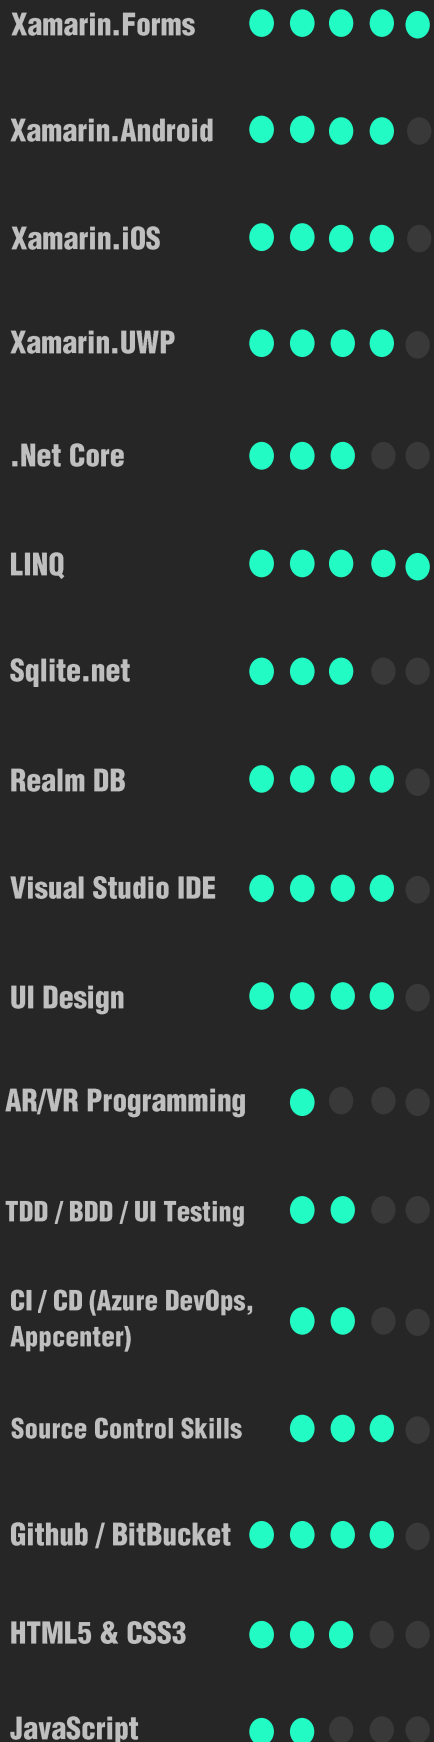 Xamarin.Forms
Xamarin.Android
Xamarin.iOS
Xamarin.UWP
.Net Core
LINQ
Sqlite.net
Realm DB
Visual Studio IDE
UI Design
AR/VR Programming
TDD / BDD / UI Testing
CI / CD (Azure DevOps,
Appcenter)
Source Control Skills
Github / BitBucket
HTML5 & CSS3
JavaScript